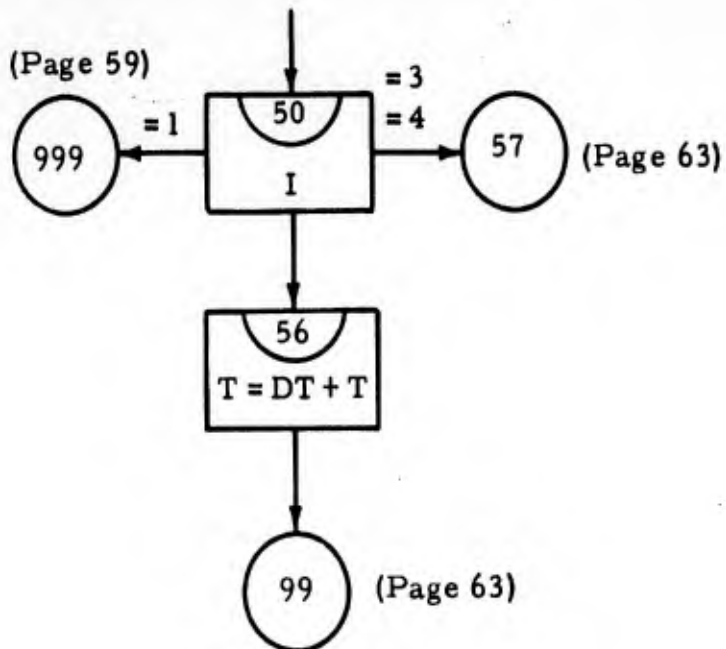 (Page 59)
= 3
= 1
50
= 4
999
57
(Page 63)
I
56
T = DT + T
99
(Page 63)